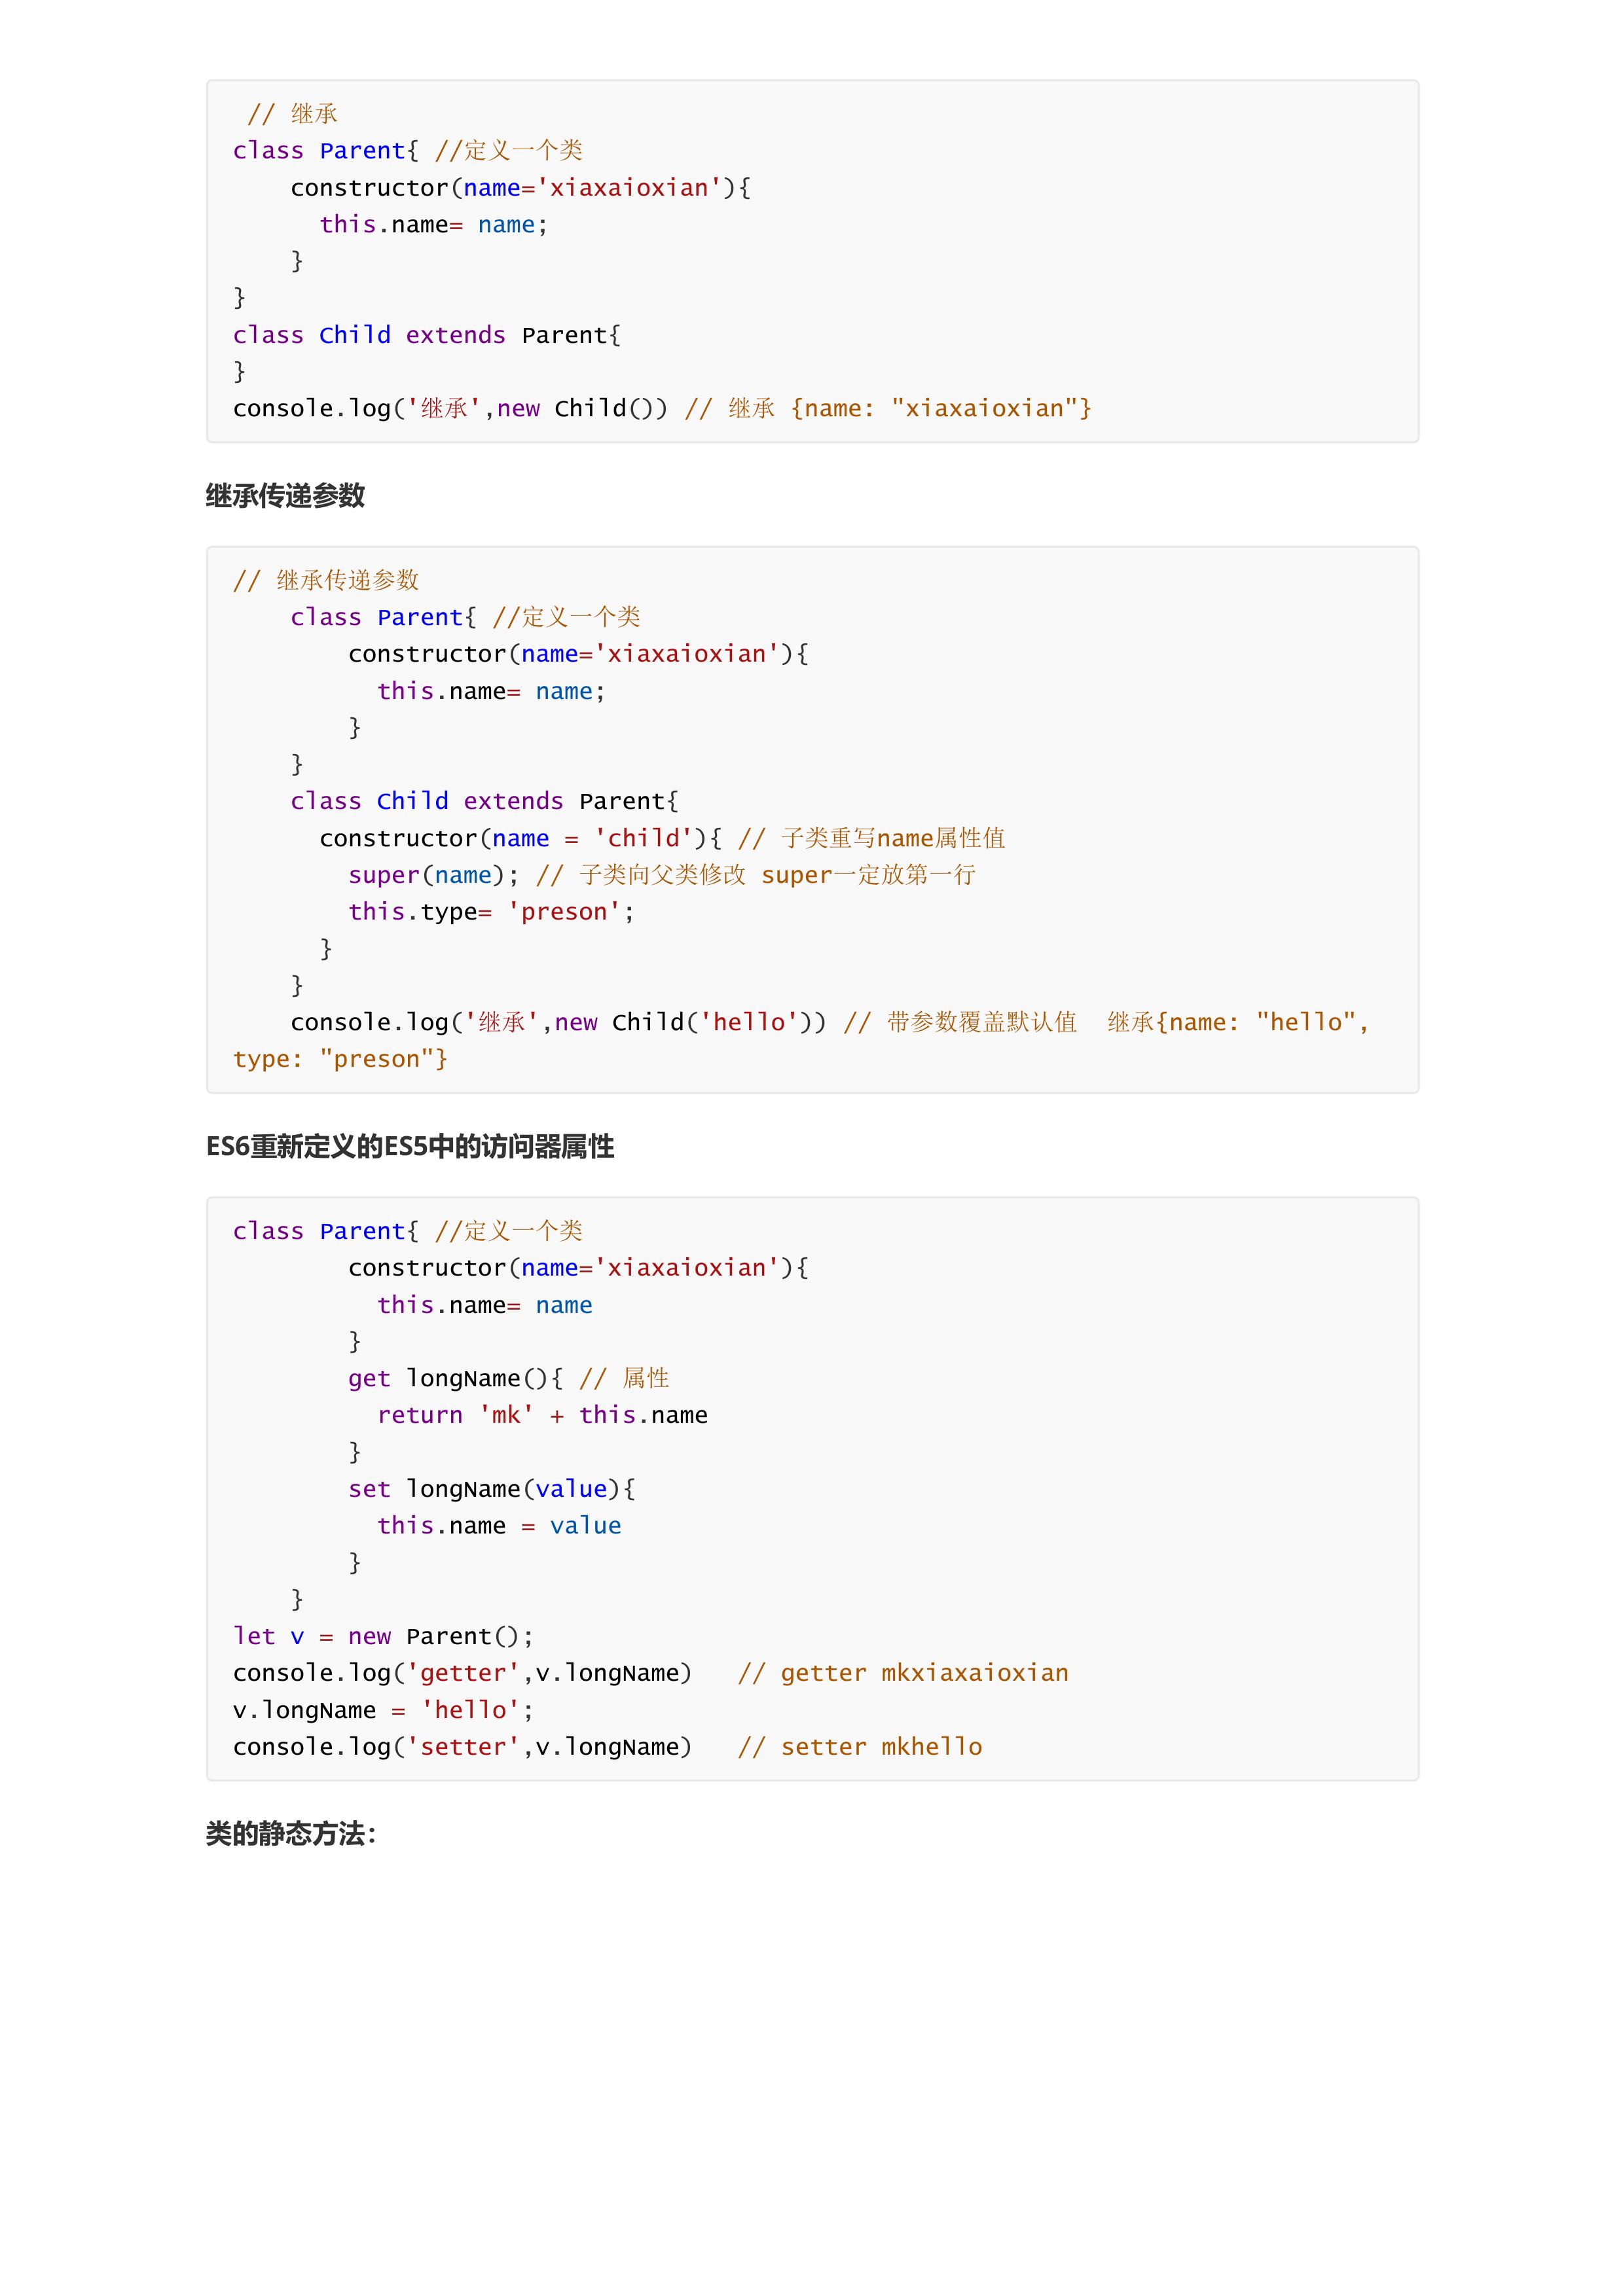 // 继承
class Parent{ //定义一个类
    constructor(name='xiaxaioxian'){
      this.name= name;
    }
}
class Child extends Parent{
}
console.log('继承',new Child()) // 继承 {name: "xiaxaioxian"}
继承传递参数
// 继承传递参数
    class Parent{ //定义一个类
        constructor(name='xiaxaioxian'){
          this.name= name;
        }
    }
    class Child extends Parent{
      constructor(name = 'child'){ // 子类重写name属性值
        super(name); // 子类向父类修改 super一定放第一行
        this.type= 'preson';
      }
    }
    console.log('继承',new Child('hello')) // 带参数覆盖默认值  继承{name: "hello",
type: "preson"}
ES6重新定义的ES5中的访问器属性
class Parent{ //定义一个类
        constructor(name='xiaxaioxian'){
          this.name= name
        }
        get longName(){ // 属性
          return 'mk' + this.name
        }
        set longName(value){
          this.name = value
        }
    }
let v = new Parent();
console.log('getter',v.longName)   // getter mkxiaxaioxian
v.longName = 'hello';
console.log('setter',v.longName)   // setter mkhello
类的静态方法：